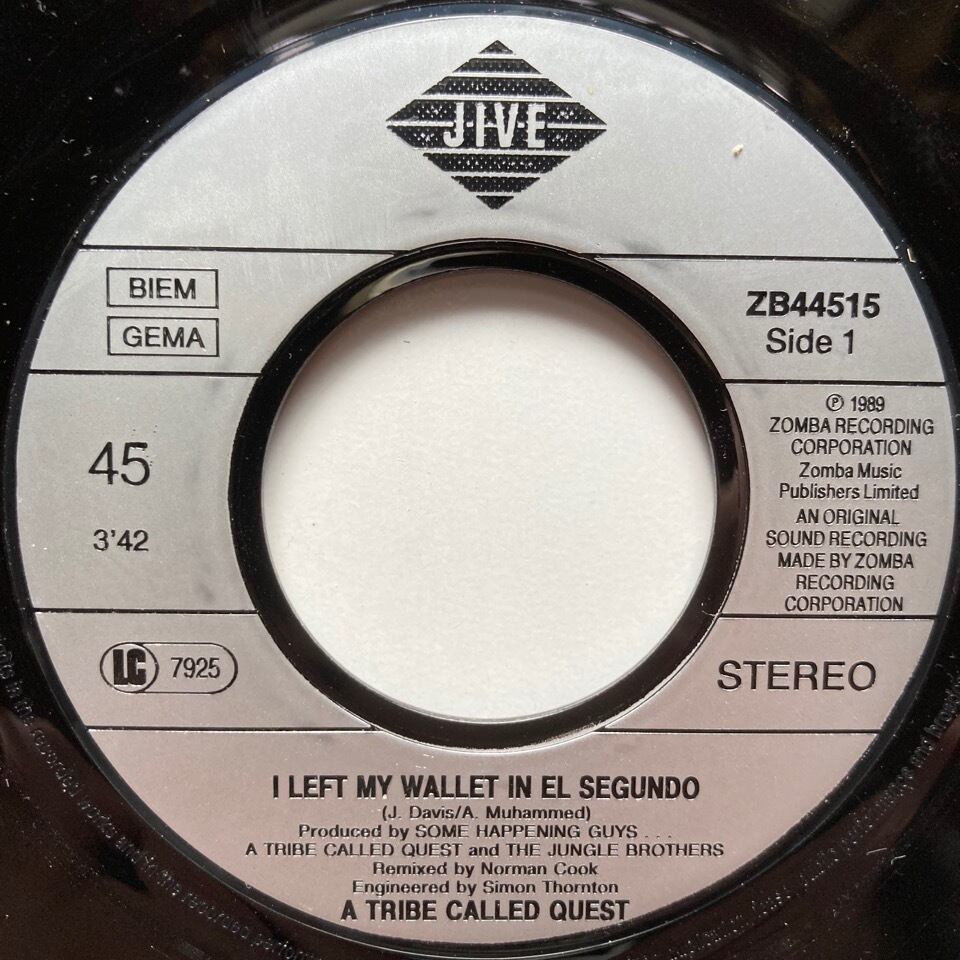 J·I·V·E
BIEM
GEMA
ZB44515
Side 1
45
3'42
℗ 1989
ZOMBA RECORDING
CORPORATION
Zomba Music
Publishers Limited
AN ORIGINAL
SOUND RECORDING
MADE BY ZOMBA
RECORDING
CORPORATION
LC 7925
STEREO
I LEFT MY WALLET IN EL SEGUNDO
(J. Davis/A. Muhammed)
Produced by SOME HAPPENING GUYS . . .
A TRIBE CALLED QUEST and THE JUNGLE BROTHERS
Remixed by Norman Cook
Engineered by Simon Thornton
A TRIBE CALLED QUEST